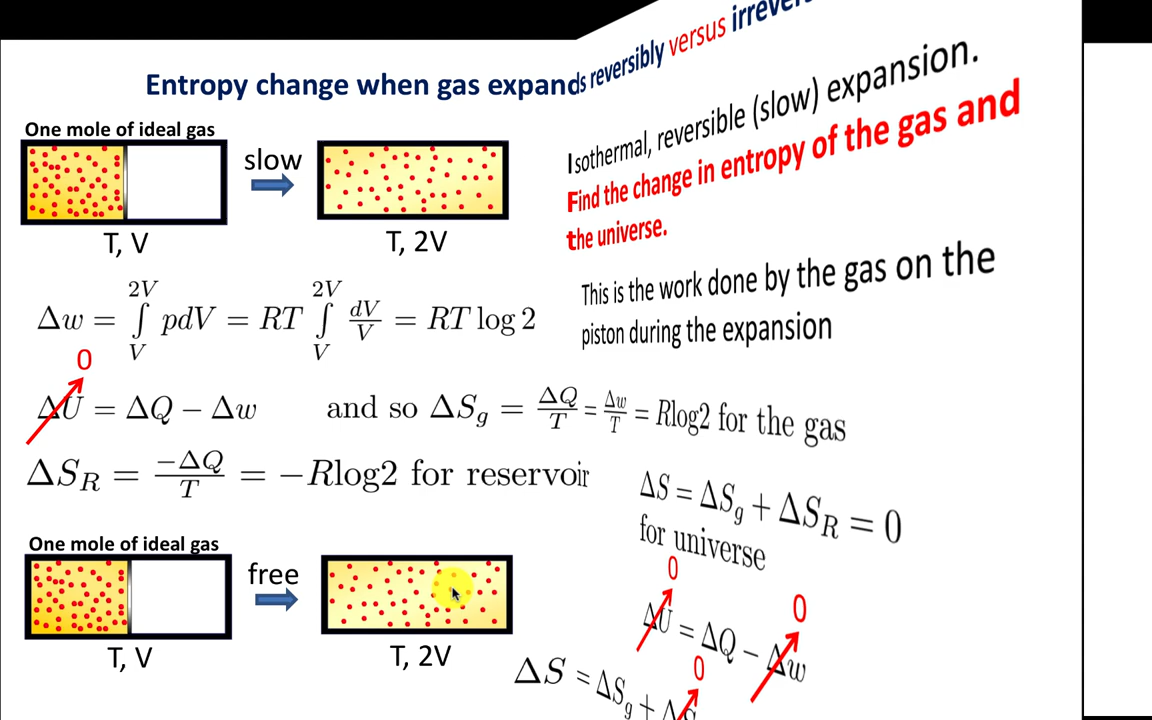 Entropy change when gas expands reversibly versus
One mole of ideal gas
slow
T, V
T, 2V
Isothermal, reversible (slow) expansion.
Find the change in entropy of the gas and
the universe.
Δw = ∫_V^{2V} pdV = RT ∫_V^{2V} dV/V = RT log 2
This is the work done by the gas on the
piston during the expansion
0
ΔU = ΔQ − Δw and so ΔS_g = ΔQ/T = Δw/T = Rlog2 for the gas
ΔS_R = −ΔQ/T = −Rlog2 for reservoir
ΔS = ΔS_g + ΔS_R = 0
for universe
One mole of ideal gas
free
T, V
T, 2V
0
0
ΔU = ΔQ − Δw
0
ΔS = ΔS_g +